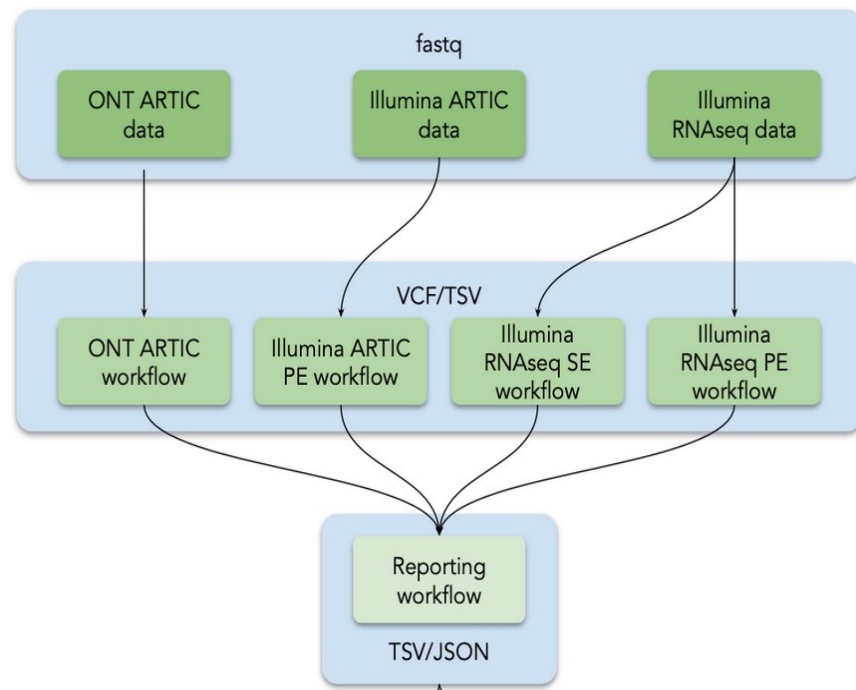 fastq
ONT ARTIC
data
Illumina ARTIC
data
Illumina
RNAseq data
VCF/TSV
ONT ARTIC
workflow
Illumina ARTIC
PE workflow
Illumina
RNAseq SE
workflow
Illumina
RNAseq PE
workflow
Reporting
workflow
TSV/JSON